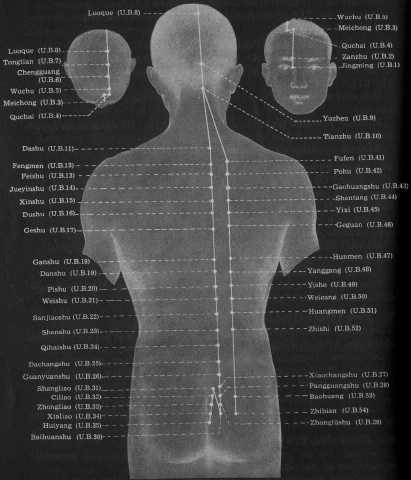 Luoque (U.B.8)
Wuchu (U.B.5)
Meichong (U.B.3)
Luoque (U.B.8)
Tongtian (U.B.7)
Chengguang
(U.B.6)
Wuchu (U.B.5)
Meichong (U.B.3)
Quchai (U.B.4)
Quchai (U.B.4)
Zanzhu (U.B.2)
Jingming (U.B.1)
Yuzhen (U.B.9)
Tianzhu (U.B.10)
Dashu (U.B.11)
Fengmen (U.B.12)
Feishu (U.B.13)
Jueyinshu (U.B.14)
Xinshu (U.B.15)
Dushu (U.B.16)
Geshu (U.B.17)
Fufen (U.B.41)
Pohu (U.B.42)
Gaohuangshu (U.B.43)
Shentang (U.B.44)
Yixi (U.B.45)
Geguan (U.B.46)
Ganshu (U.B.18)
Danshu (U.B.19)
Pishu (U.B.20)
Weishu (U.B.21)
Sanjiaoshu (U.B.22)
Shenshu (U.B.23)
Qihaishu (U.B.24)
Hunmen (U.B.47)
Yanggang (U.B.48)
Yishe (U.B.49)
Weicang (U.B.50)
Huangmen (U.B.51)
Zhishi (U.B.52)
Dachangshu (U.B.25)
Guanyuanshu (U.B.26)
Shangliao (U.B.31)
Ciliao (U.B.32)
Zhongliao (U.B.33)
Xialiao (U.B.34)
Huiyang (U.B.35)
Baihuanshu (U.B.30)
Xiaochangshu (U.B.27)
Pangguangshu (U.B.28)
Baohuang (U.B.53)
Zhibian (U.B.54)
Zhonglüshu (U.B.29)